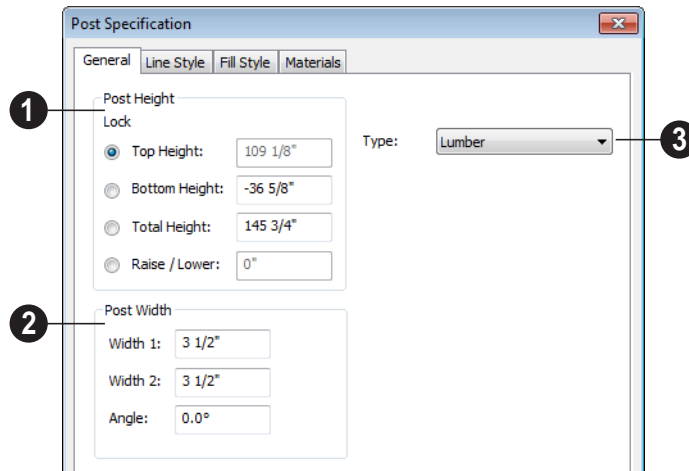 Post Specification
General Line Style Fill Style Materials
1
Post Height
Lock
Top Height: 109 1/8"
Bottom Height: -36 5/8"
Total Height: 145 3/4"
Raise / Lower: 0"
Type: Lumber
3
2
Post Width
Width 1: 3 1/2"
Width 2: 3 1/2"
Angle: 0.0°